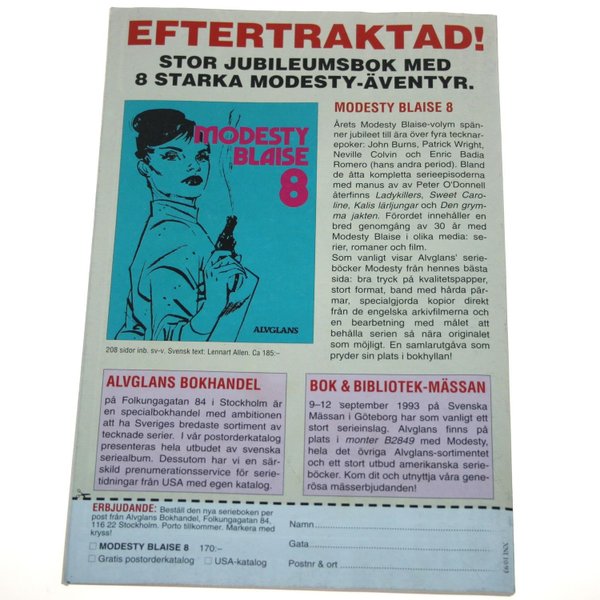 EFTERTRAKTAD!
STOR JUBILEUMSBOK MED
8 STARKA MODESTY-ÄVENTYR.
MODESTY
BLAISE
8
ALVGLANS
208 sidor inb. sv-v. Svensk text: Lennart Allen. Ca 185:–
MODESTY BLAISE 8
Årets Modesty Blaise-volym spän-
ner jubileet till ära över fyra tecknar-
epoker: John Burns, Patrick Wright,
Neville Colvin och Enric Badia
Romero (hans andra period). Bland
de åtta kompletta serieepisoderna
med manus av av Peter O'Donnell
återfinns Ladykillers, Sweet Caro-
line, Kalis lärljungar och Den grym-
ma jakten. Förordet innehåller en
bred genomgång av 30 år med
Modesty Blaise i olika media: se-
rier, romaner och film.
Som vanligt visar Alvglans' serie-
böcker Modesty från hennes bästa
sida: bra tryck på kvalitetspapper,
stort format, band med hårda pär-
mar, specialgjorda kopior direkt
från de engelska arkivfilmerna och
en bearbetning med målet att
behålla serien så nära originalet
som möjligt. En samlarutgåva som
pryder sin plats i bokhyllan!
ALVGLANS BOKHANDEL
på Folkungagatan 84 i Stockholm är
en specialbokhandel med ambitionen
att ha Sveriges bredaste sortiment av
tecknade serier. I vår postorderkatalog
presenteras hela utbudet av svenska
seriealbum. Dessutom har vi en sär-
skild prenumerationsservice för serie-
tidningar från USA med egen katalog.
BOK & BIBLIOTEK-MÄSSAN
9–12 september 1993 på Svenska
Mässan i Göteborg har som vanligt ett
stort serieinslag. Alvglans finns på
plats i monter B2849 med Modesty,
hela det övriga Alvglans-sortimentet
och ett stort utbud amerikanska serie-
böcker. Kom dit och utnyttja våra gene-
rösa mässerbjudanden!
ERBJUDANDE: Beställ den nya serieboken per
post från Alvglans Bokhandel, Folkungagatan 84,
116 22 Stockholm. Porto tillkommer. Markera med
kryss!
MODESTY BLAISE 8 170:–
Gratis postorderkatalog USA-katalog
Namn
Gata
Postnr & ort